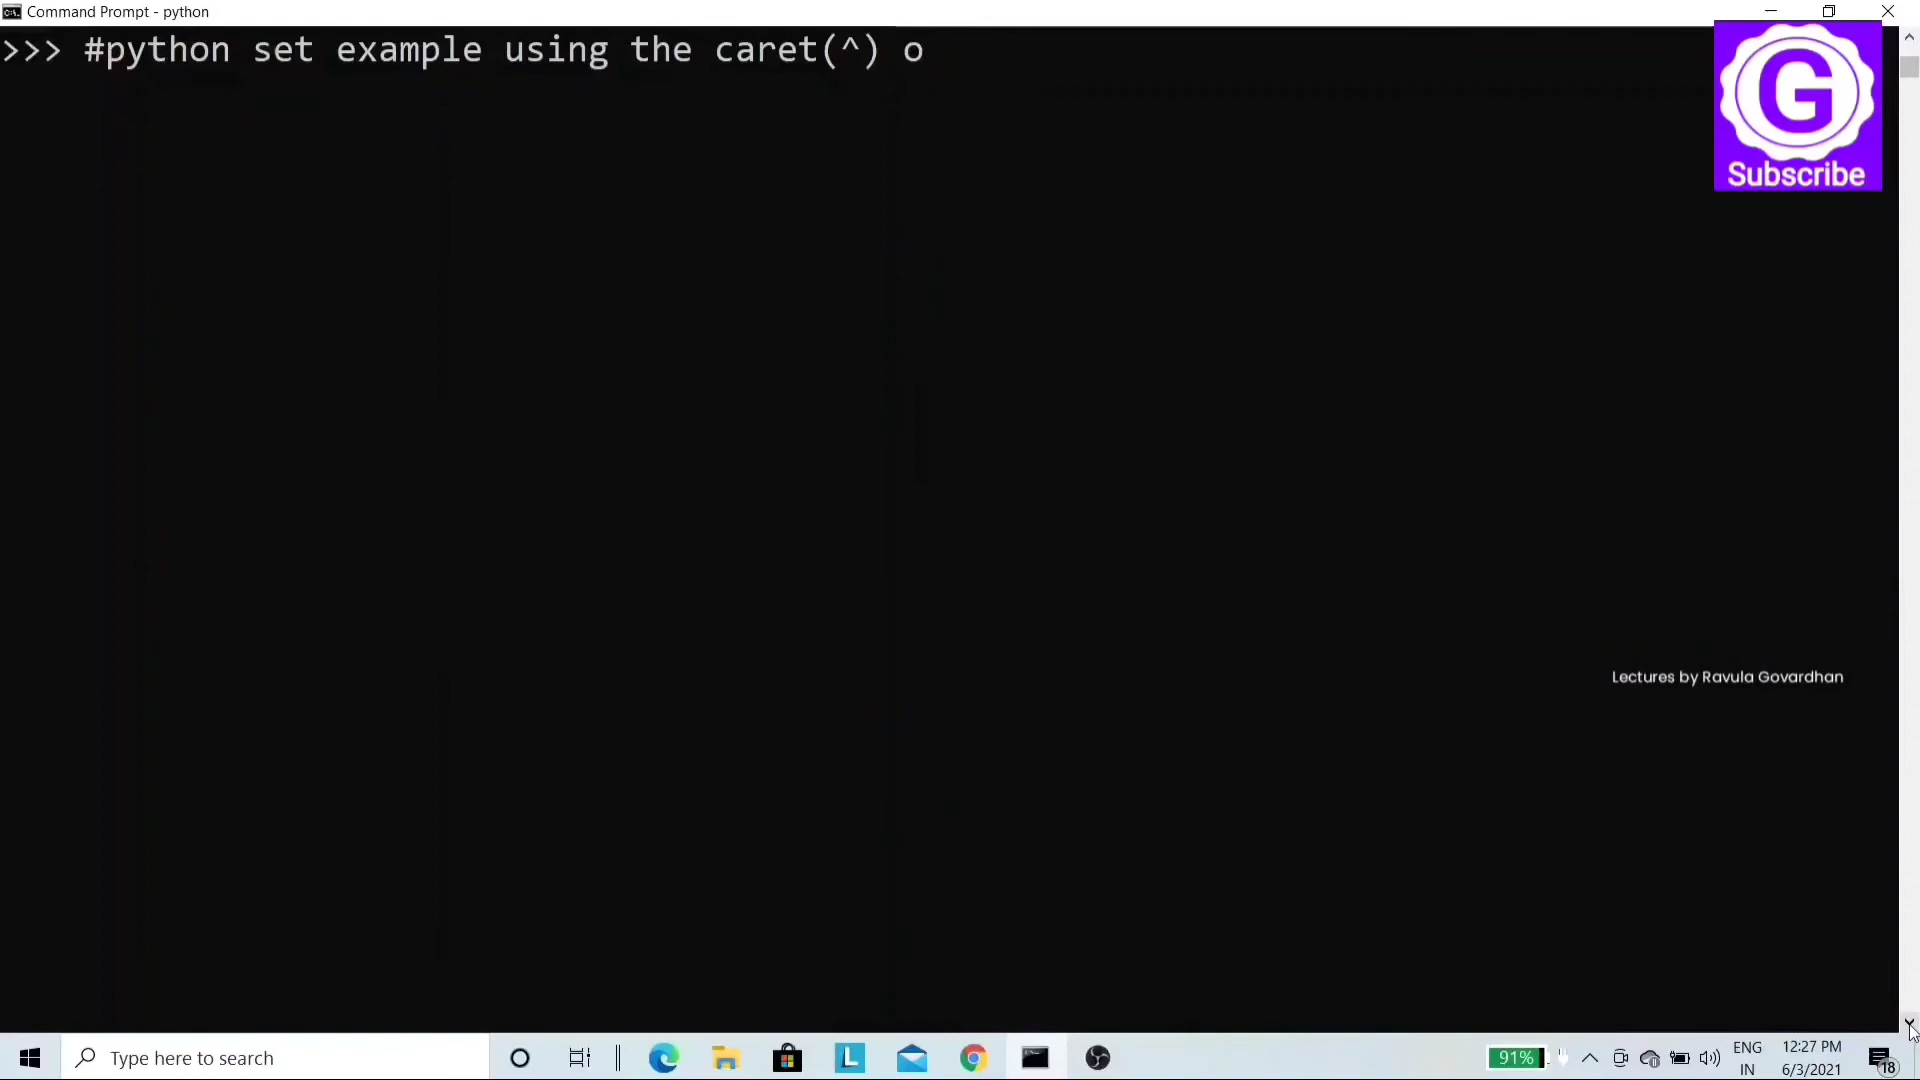 Command Prompt - python
>>> #python set example using the caret(^) o
G
Subscribe
Lectures by Ravula Govardhan
Type here to search
L
91%
ENG
IN
12:27 PM
6/3/2021
18